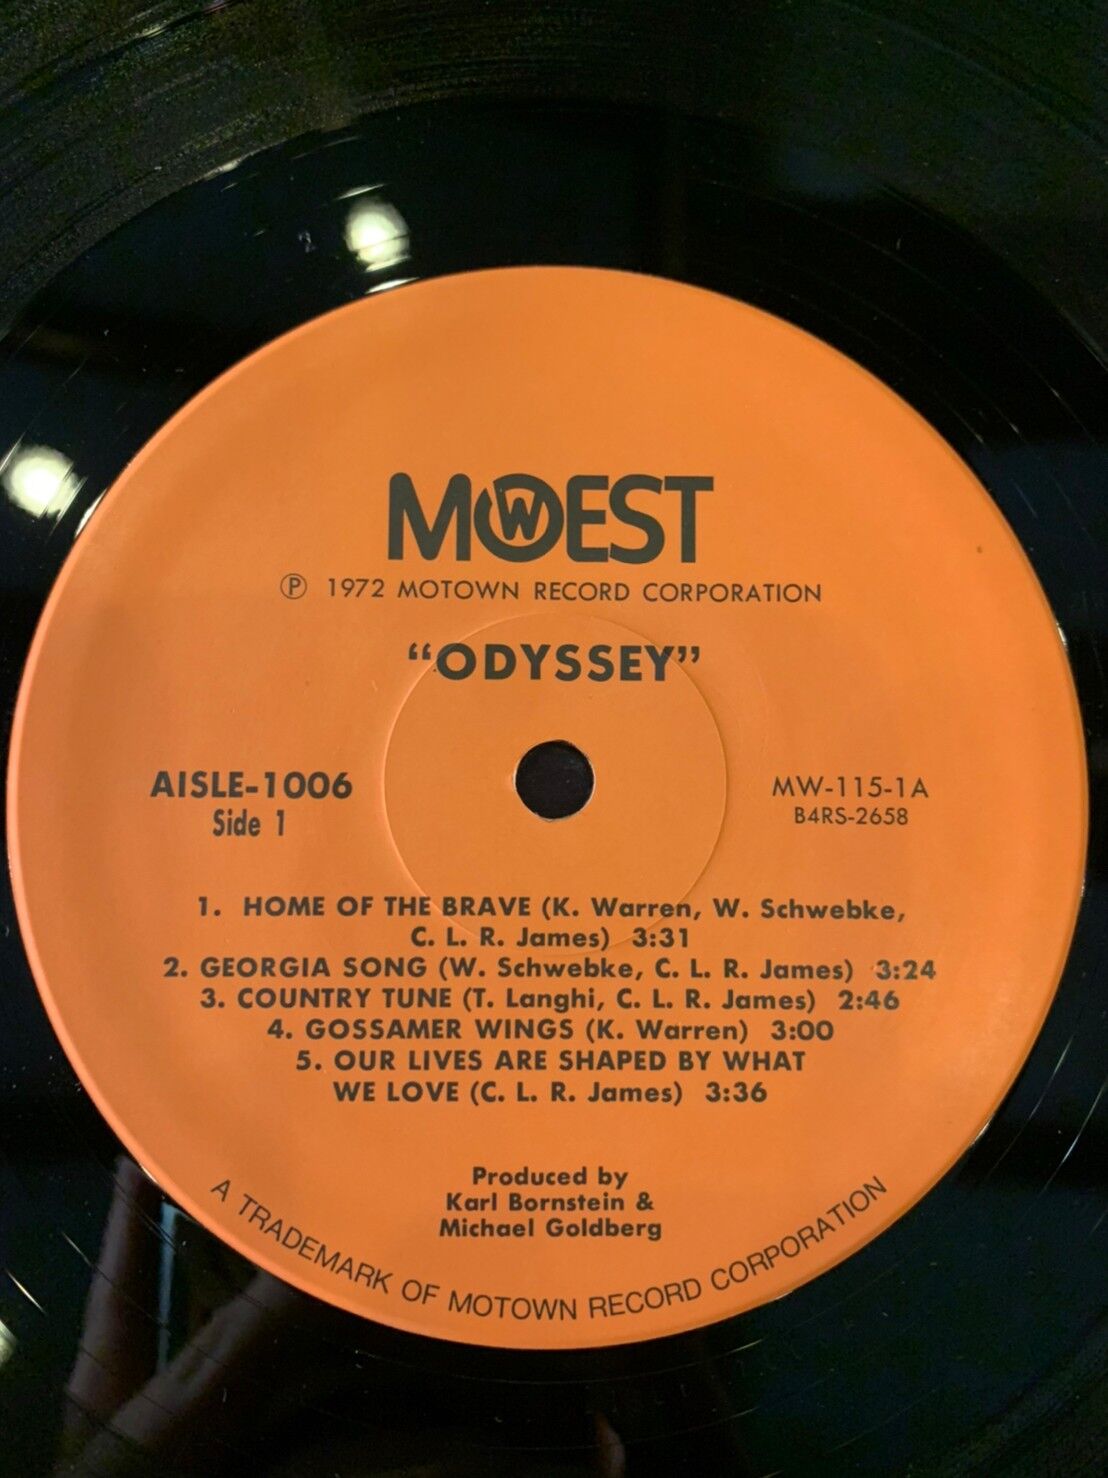 MOWEST
℗ 1972 MOTOWN RECORD CORPORATION
“ODYSSEY”
AISLE-1006
Side 1
MW-115-1A
B4RS-2658
1. HOME OF THE BRAVE (K. Warren, W. Schwebke,
C. L. R. James) 3:31
2. GEORGIA SONG (W. Schwebke, C. L. R. James) 3:24
3. COUNTRY TUNE (T. Langhi, C. L. R. James) 2:46
4. GOSSAMER WINGS (K. Warren) 3:00
5. OUR LIVES ARE SHAPED BY WHAT
WE LOVE (C. L. R. James) 3:36
Produced by
Karl Bornstein &
Michael Goldberg
A TRADEMARK OF MOTOWN RECORD CORPORATION